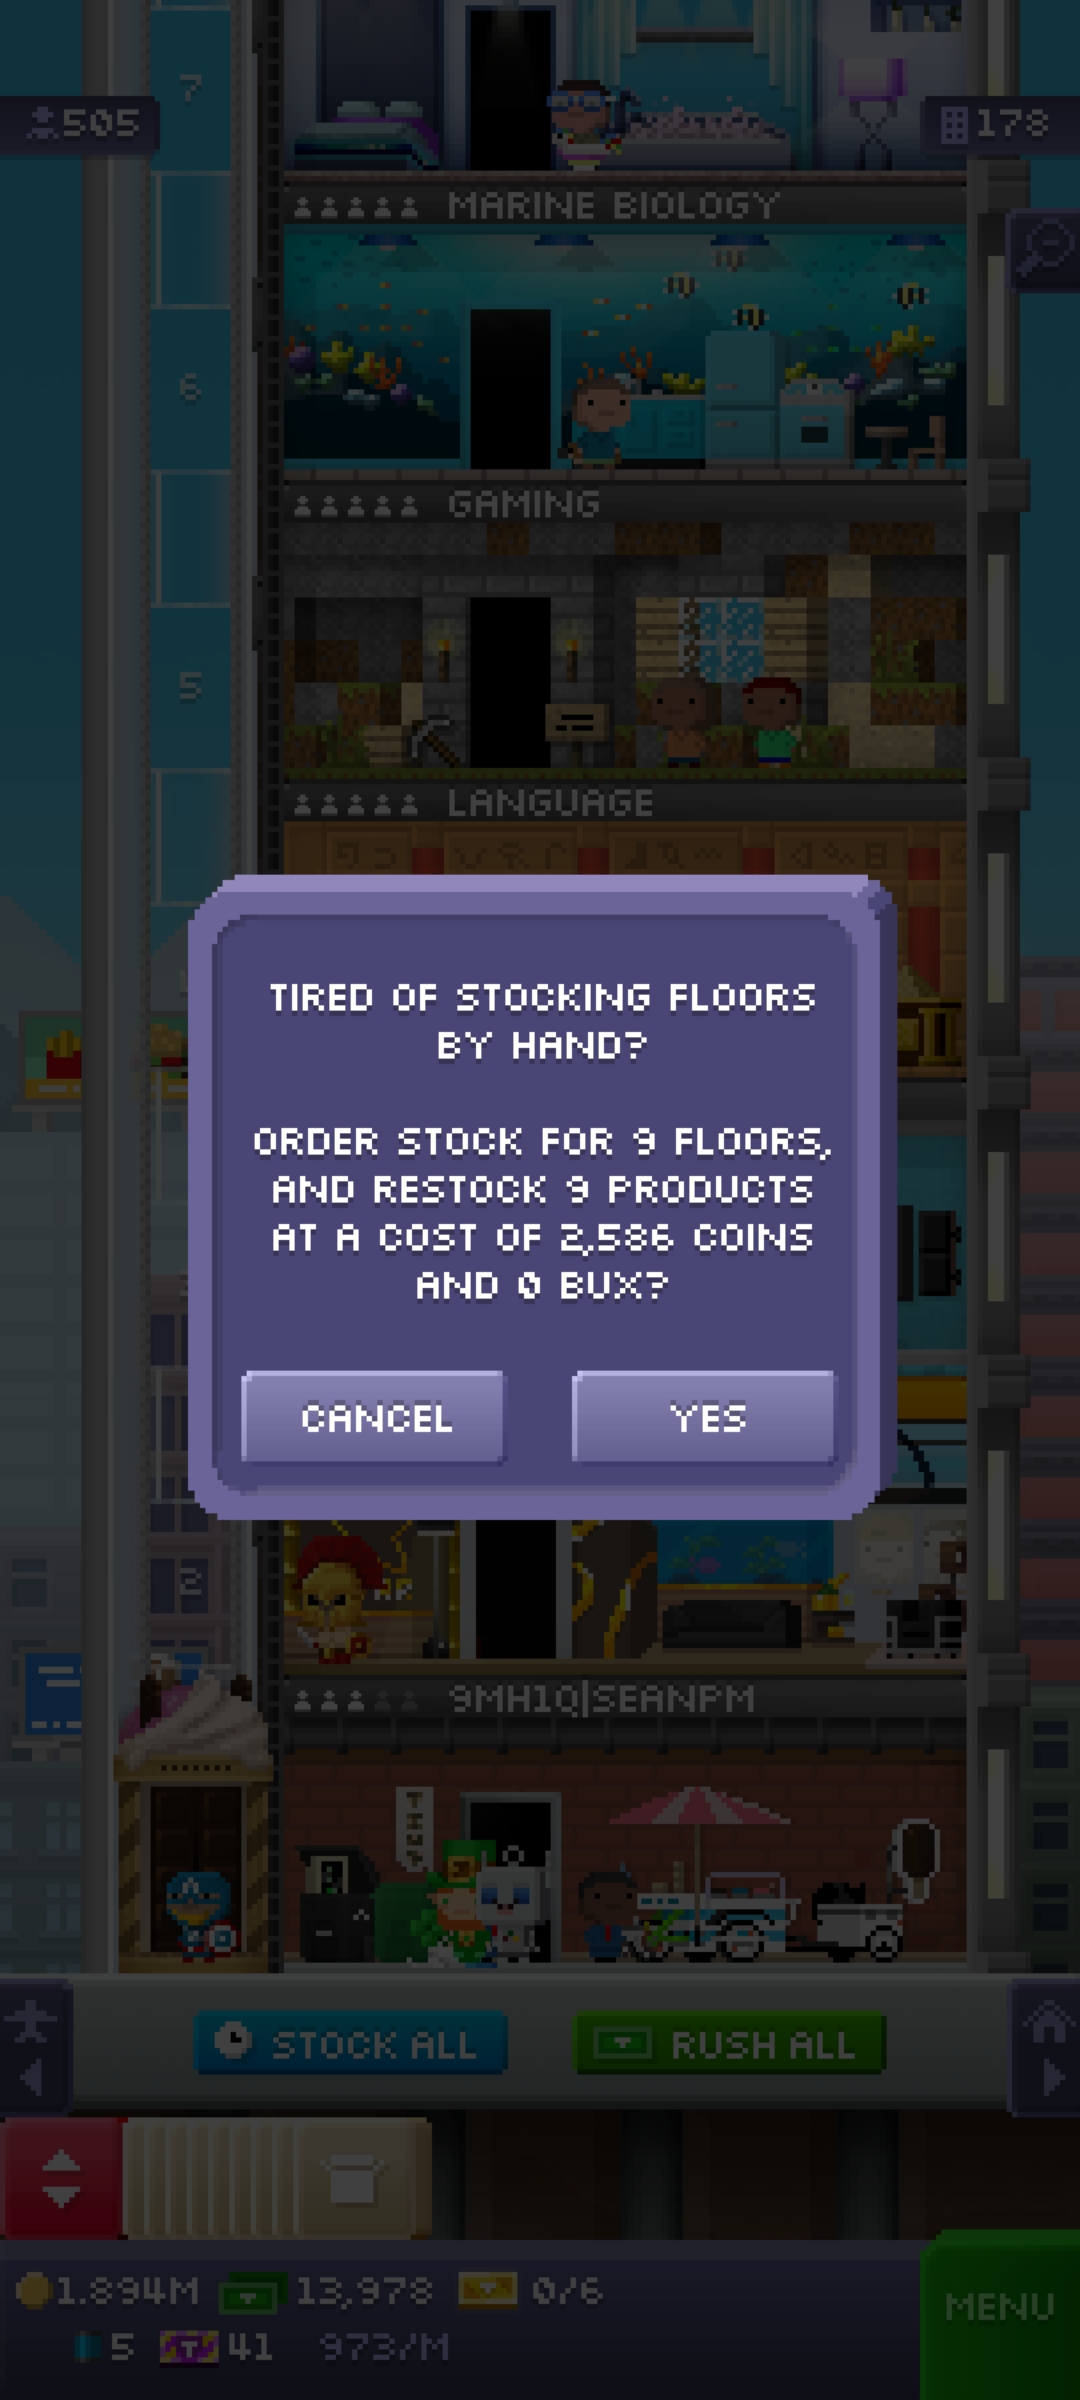 7
505
178
MARINE BIOLOGY
6
GAMING
5
LANGUAGE
TIRED OF STOCKING FLOORS
BY HAND?
ORDER STOCK FOR 9 FLOORS,
AND RESTOCK 9 PRODUCTS
AT A COST OF 2,586 COINS
AND 0 BUX?
CANCEL
YES
2
9MH1Q|SEANPM
STOCK ALL
RUSH ALL
1.894M
13,978
0/6
MENU
5
41
973/M